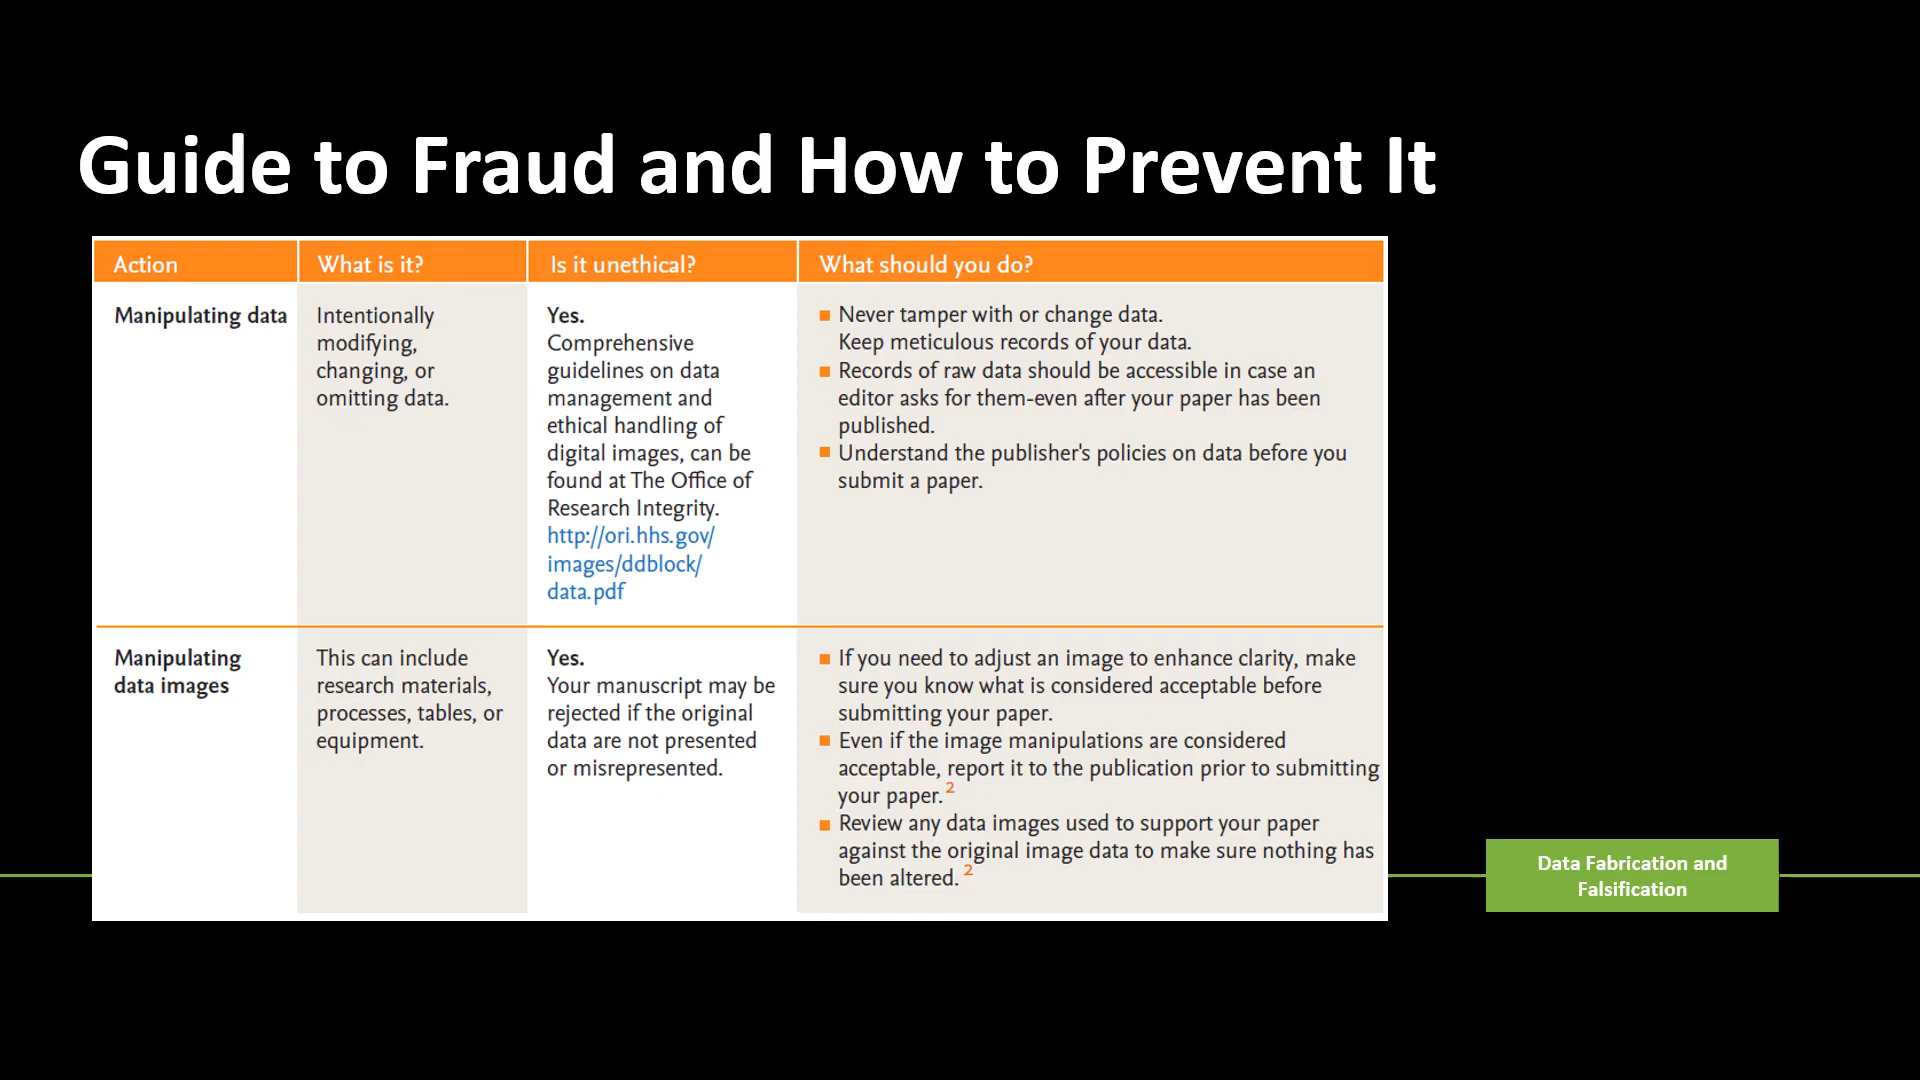 Guide to Fraud and How to Prevent It
Action
What is it?
Is it unethical?
What should you do?
Manipulating data
Intentionally
modifying,
changing, or
omitting data.
Yes.
Comprehensive
guidelines on data
management and
ethical handling of
digital images, can be
found at The Office of
Research Integrity.
http://ori.hhs.gov/
images/ddblock/
data.pdf
Never tamper with or change data.
Keep meticulous records of your data.
Records of raw data should be accessible in case an
editor asks for them-even after your paper has been
published.
Understand the publisher's policies on data before you
submit a paper.
Manipulating
data images
This can include
research materials,
processes, tables, or
equipment.
Yes.
Your manuscript may be
rejected if the original
data are not presented
or misrepresented.
If you need to adjust an image to enhance clarity, make
sure you know what is considered acceptable before
submitting your paper.
Even if the image manipulations are considered
acceptable, report it to the publication prior to submitting
your paper. 2
Review any data images used to support your paper
against the original image data to make sure nothing has
been altered. 2
Data Fabrication and
Falsification